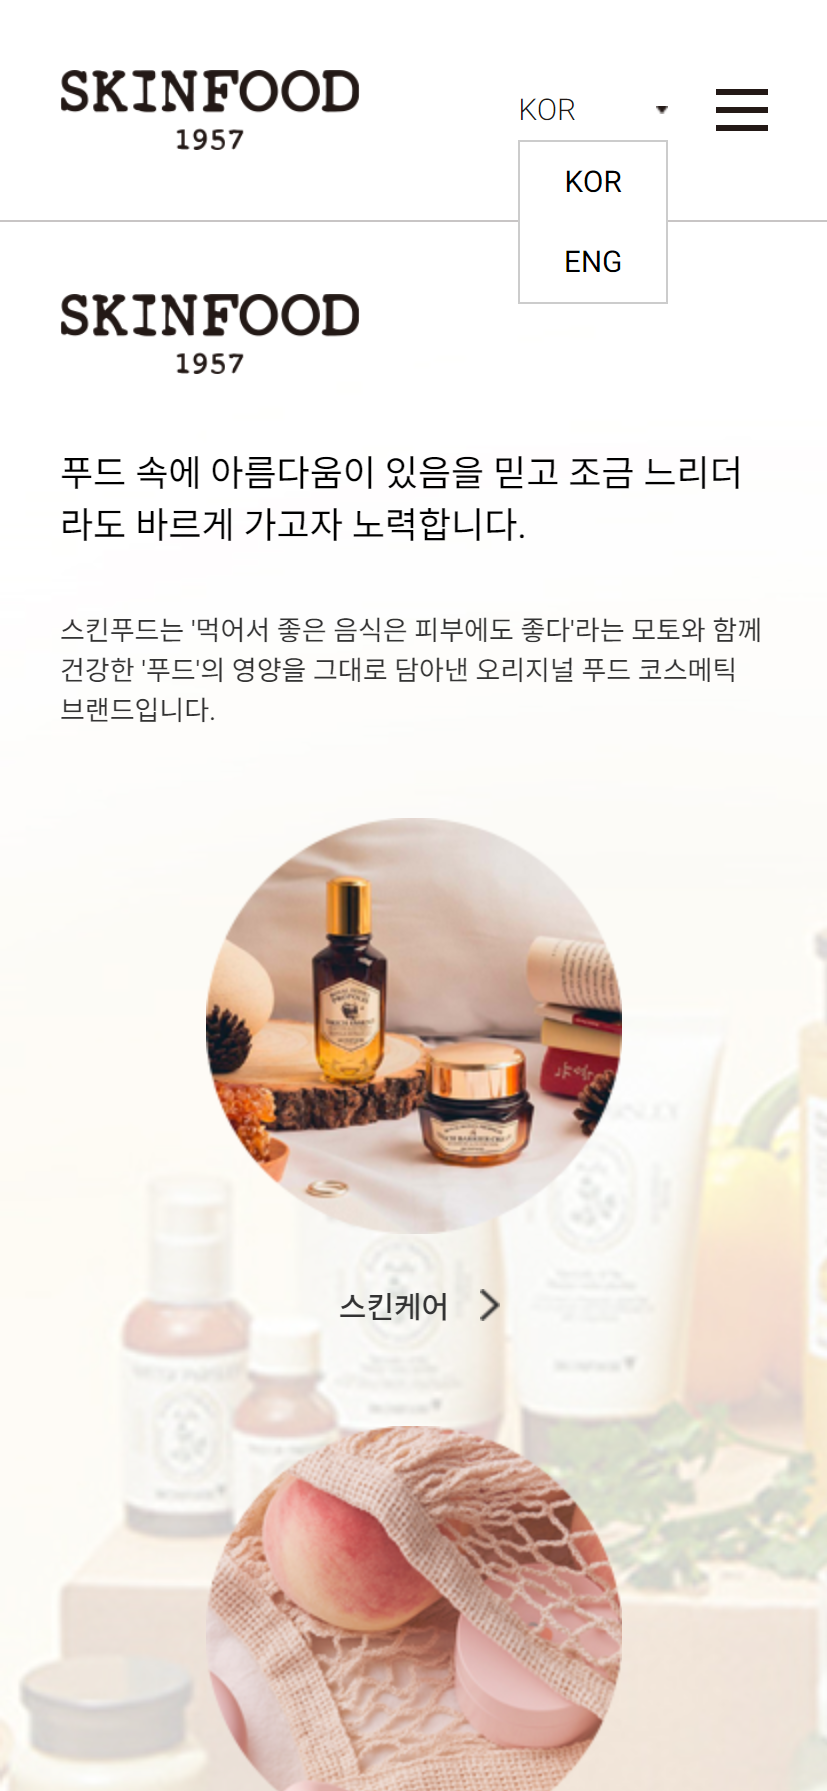 SKINFOOD
1957
KOR
KOR
ENG
SKINFOOD
1957
푸드 속에 아름다움이 있음을 믿고 조금 느리더
라도 바르게 가고자 노력합니다.
스킨푸드는 '먹어서 좋은 음식은 피부에도 좋다'라는 모토와 함께
건강한 '푸드'의 영양을 그대로 담아낸 오리지널 푸드 코스메틱
브랜드입니다.
PROPOLIS
스킨케어